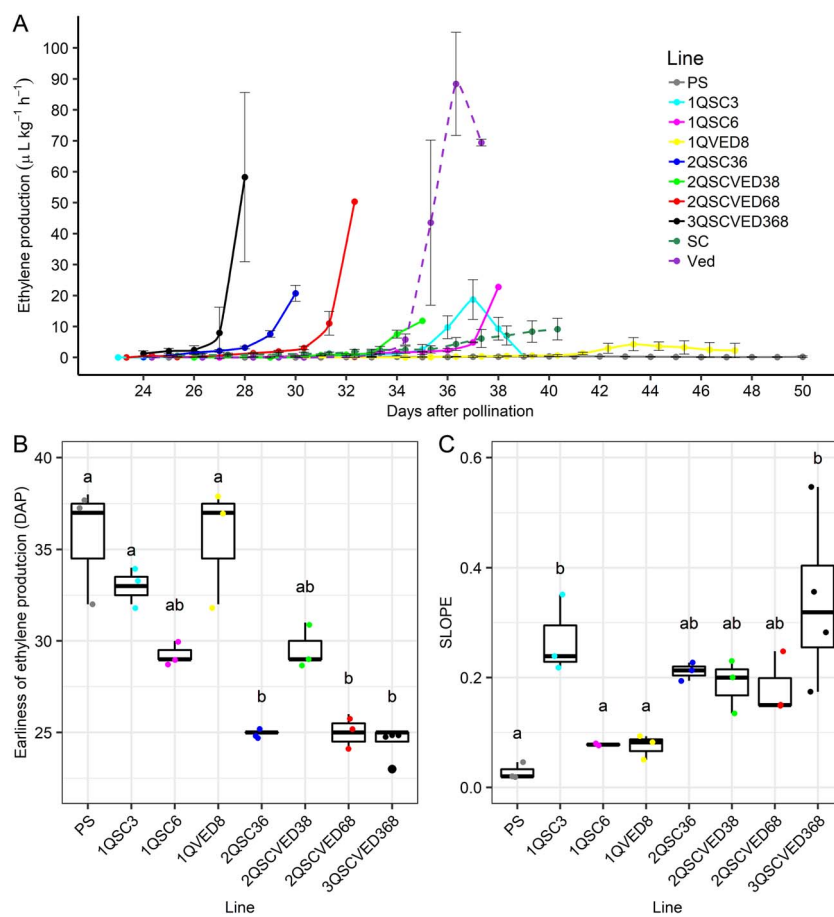 A
Ethylene production (μ L kg⁻¹ h⁻¹)
100
90
80
70
60
50
40
30
20
10
0
24 26 28 30 32 34 36 38 40 42 44 46 48 50
Days after pollination
Line
PS
1QSC3
1QSC6
1QVED8
2QSC36
2QSCVED38
2QSCVED68
3QSCVED368
SC
Ved
B
Earliness of ethylene produtcion (DAP)
40
35
30
25
a
a
ab
a
b
ab
b
b
PS
1QSC3
1QSC6
1QVED8
2QSC36
2QSCVED38
2QSCVED68
3QSCVED368
Line
C
SLOPE
0.6
0.4
0.2
0.0
a
b
a
a
ab
ab
ab
b
PS
1QSC3
1QSC6
1QVED8
2QSC36
2QSCVED38
2QSCVED68
3QSCVED368
Line